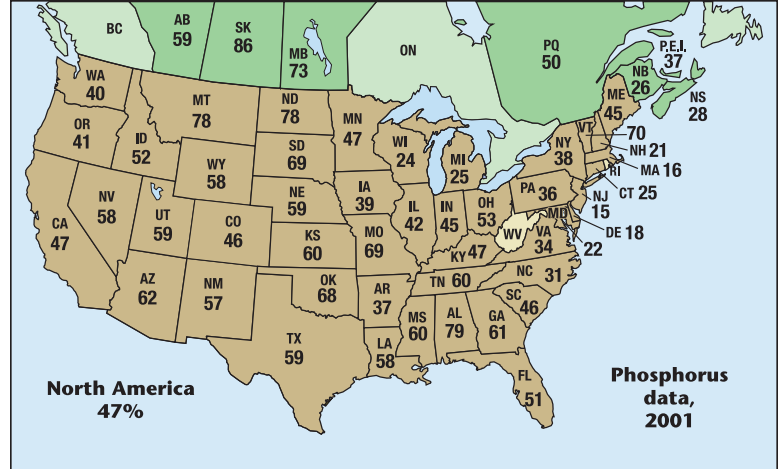 BC
AB
59
SK
86
MB
73
ON
PQ
50
P.E.I.
37
NB
26
NS
28
WA
40
MT
78
ND
78
MN
47
ME
45
VT
70
NH 21
MA 16
RI
CT 25
OR
41
ID
52
WY
58
SD
69
WI
24
MI
25
NY
38
NV
58
UT
59
CO
46
NE
59
IA
39
IL
42
IN
45
OH
53
PA 36
NJ
15
MD
DE 18
22
CA
47
KS
60
MO
69
KY 47
WV
VA
34
AZ
62
NM
57
OK
68
AR
37
TN 60
NC 31
SC
46
TX
59
LA
58
MS
60
AL
79
GA
61
FL
51
North America
47%
Phosphorus
data,
2001